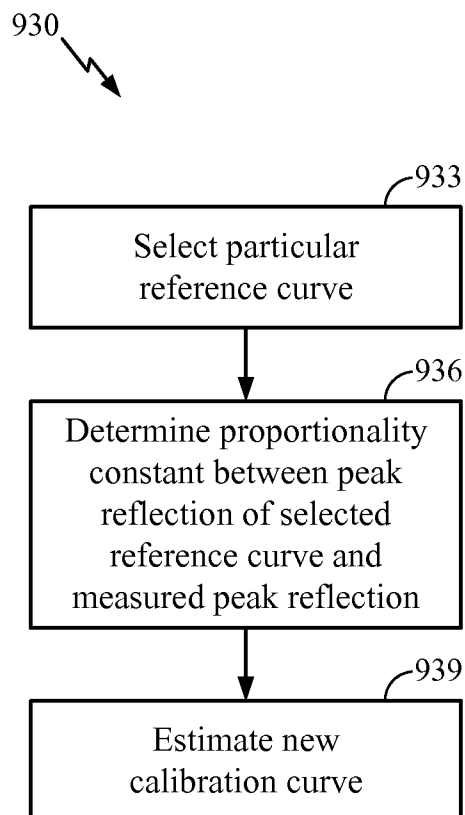 930
933
Select particular
reference curve
936
Determine proportionality
constant between peak
reflection of selected
reference curve and
measured peak reflection
939
Estimate new
calibration curve